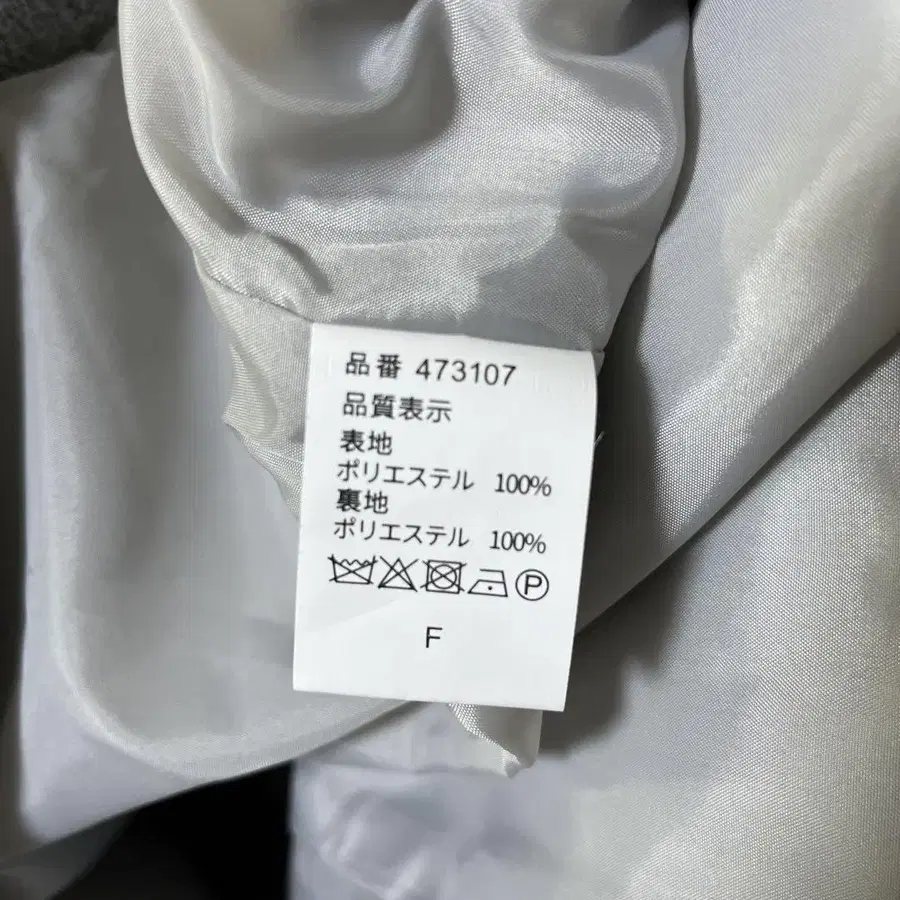 品番 473107
品質表示
表地
ポリエステル 100%
裏地
ポリエステル 100%
P
F